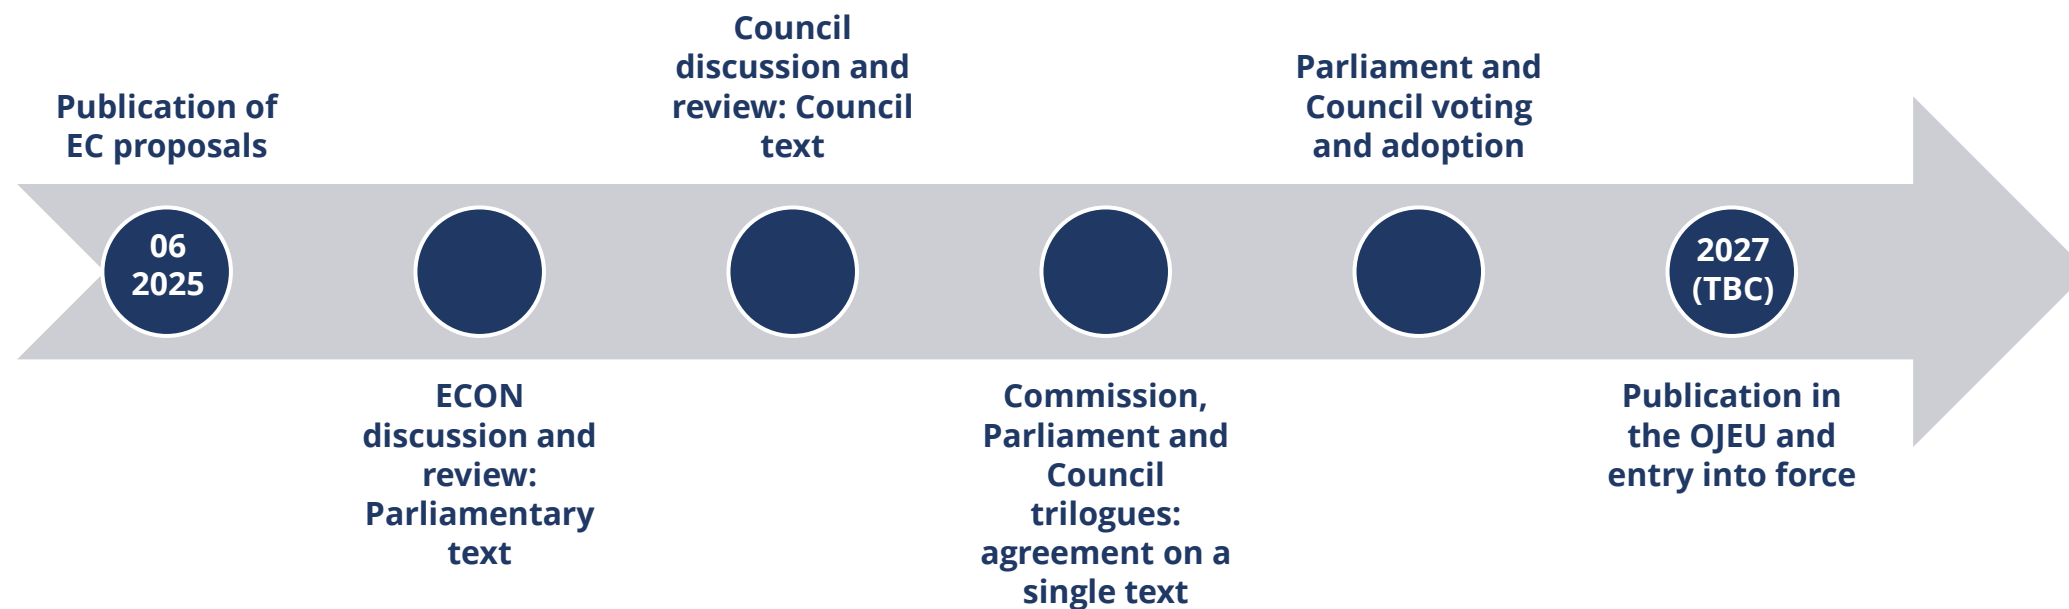 Publication of
EC proposals
06
2025
ECON
discussion and
review:
Parliamentary
text
Council
discussion and
review: Council
text
Commission,
Parliament and
Council
trilogues:
agreement on a
single text
Parliament and
Council voting
and adoption
2027
(TBC)
Publication in
the OJEU and
entry into force